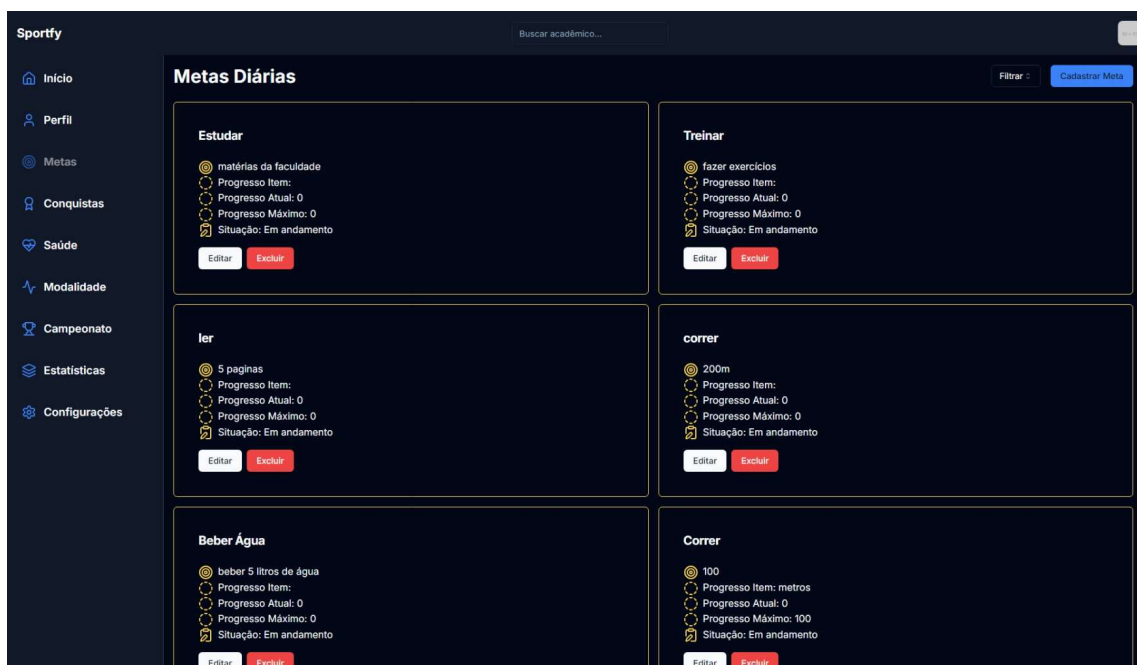 Sportfy
Buscar acadêmico...
Início
Perfil
Metas
Conquistas
Saúde
Modalidade
Campeonato
Estatísticas
Configurações
Metas Diárias
Filtrar
Cadastrar Meta
Estudar
matérias da faculdade
Progresso Item:
Progresso Atual: 0
Progresso Máximo: 0
Situação: Em andamento
Editar Excluir
Treinar
fazer exercícios
Progresso Item:
Progresso Atual: 0
Progresso Máximo: 0
Situação: Em andamento
Editar Excluir
ler
5 paginas
Progresso Item:
Progresso Atual: 0
Progresso Máximo: 0
Situação: Em andamento
Editar Excluir
correr
200m
Progresso Item:
Progresso Atual: 0
Progresso Máximo: 0
Situação: Em andamento
Editar Excluir
Beber Água
beber 5 litros de água
Progresso Item:
Progresso Atual: 0
Progresso Máximo: 0
Situação: Em andamento
Editar Excluir
Correr
100
Progresso Item: metros
Progresso Atual: 0
Progresso Máximo: 100
Situação: Em andamento
Editar Excluir